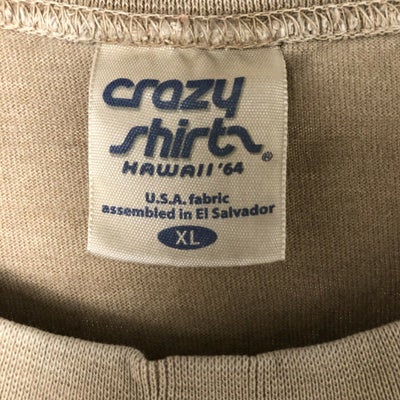 crazy
shirts®
HAWAII '64
U.S.A. fabric
assembled in El Salvador
XL